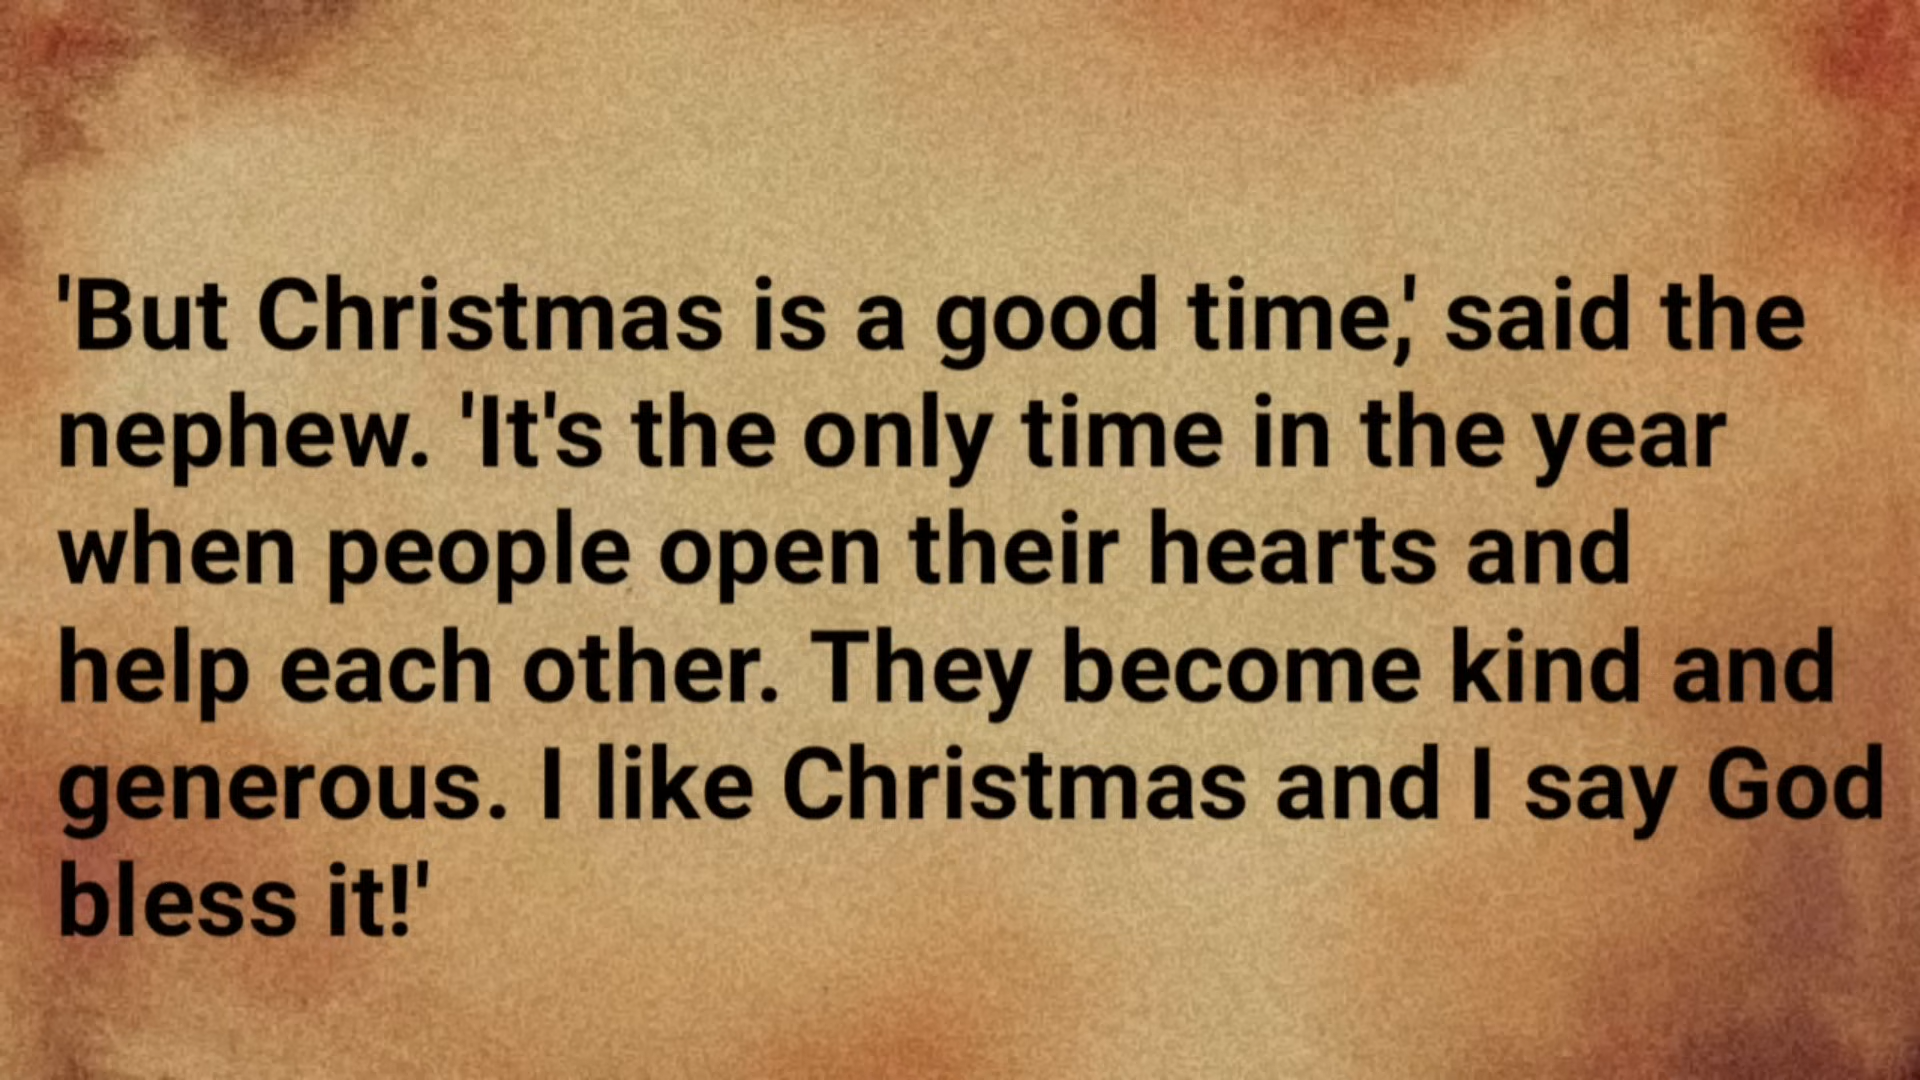 'But Christmas is a good time,' said the
nephew. 'It's the only time in the year
when people open their hearts and
help each other. They become kind and
generous. I like Christmas and I say God
bless it!'